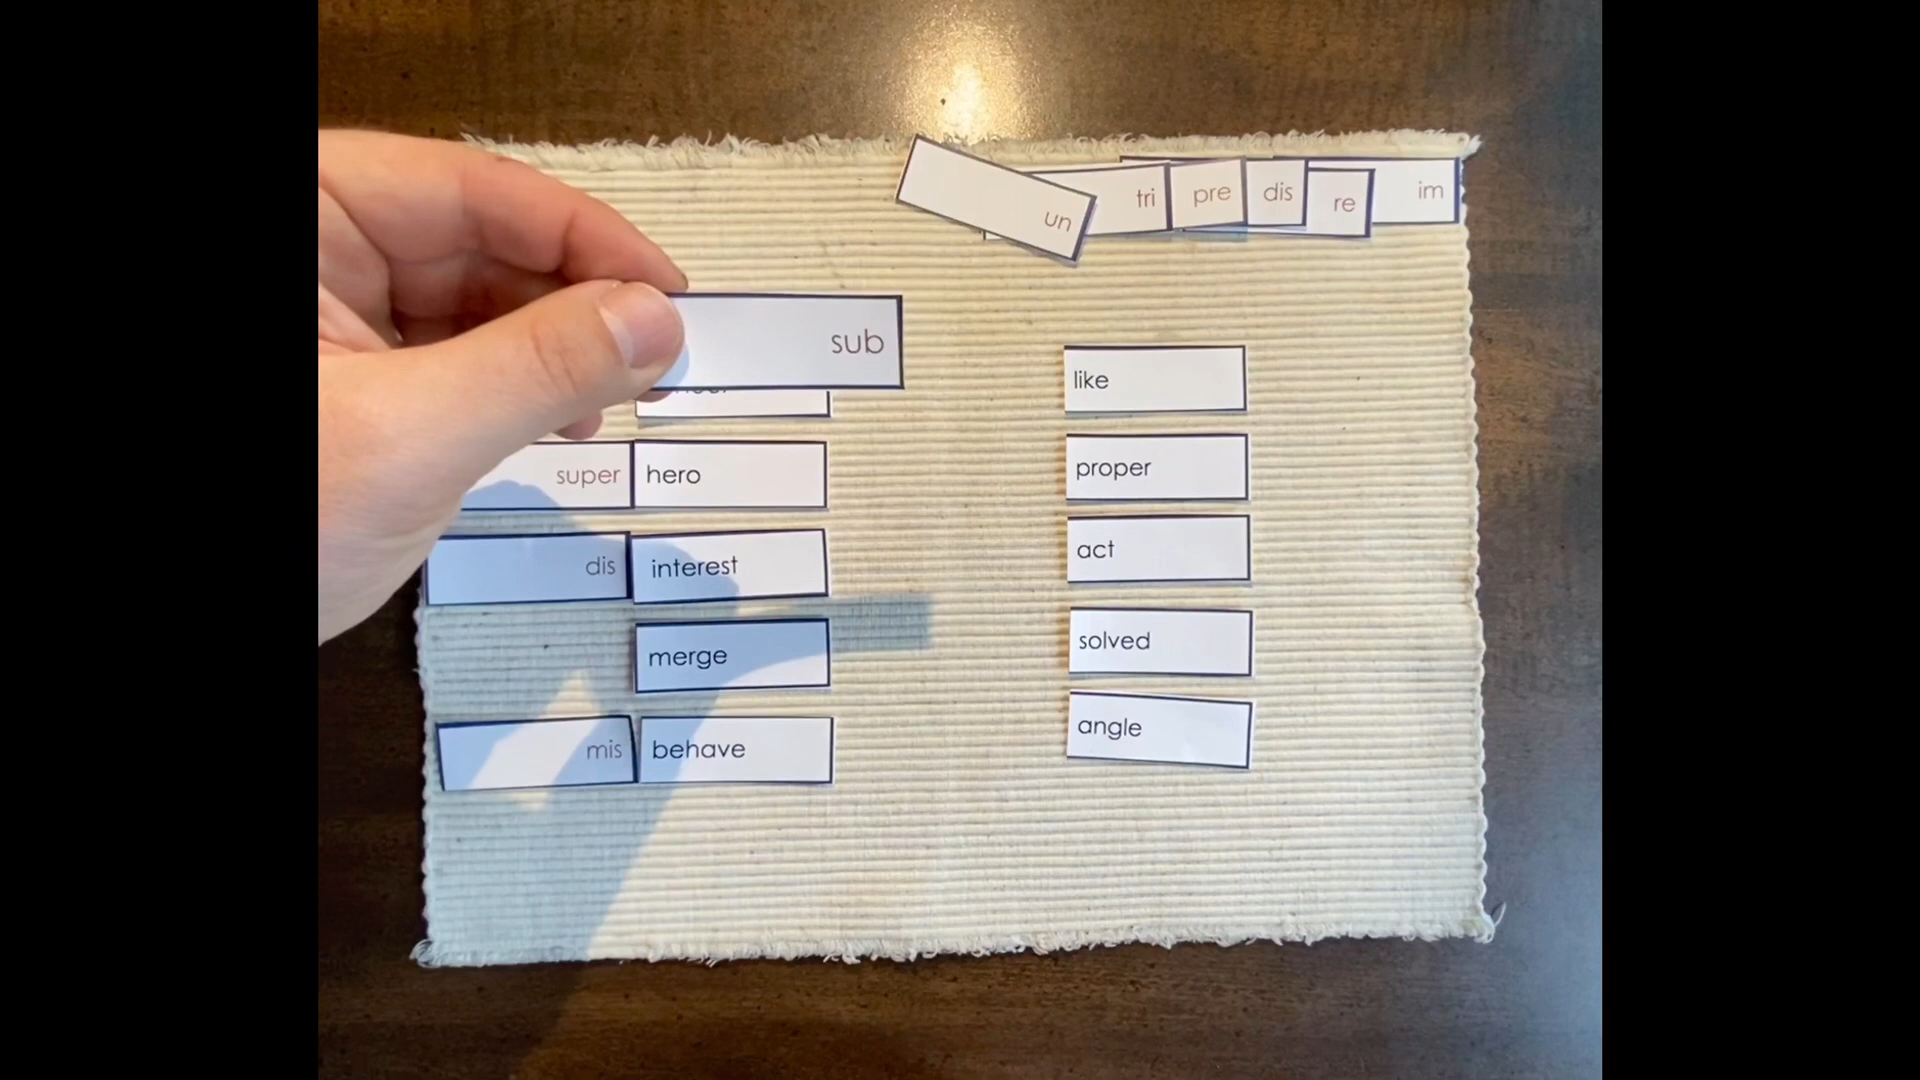 un
tri
pre
dis
re
im
sub
super hero
dis interest
merge
mis behave
like
proper
act
solved
angle